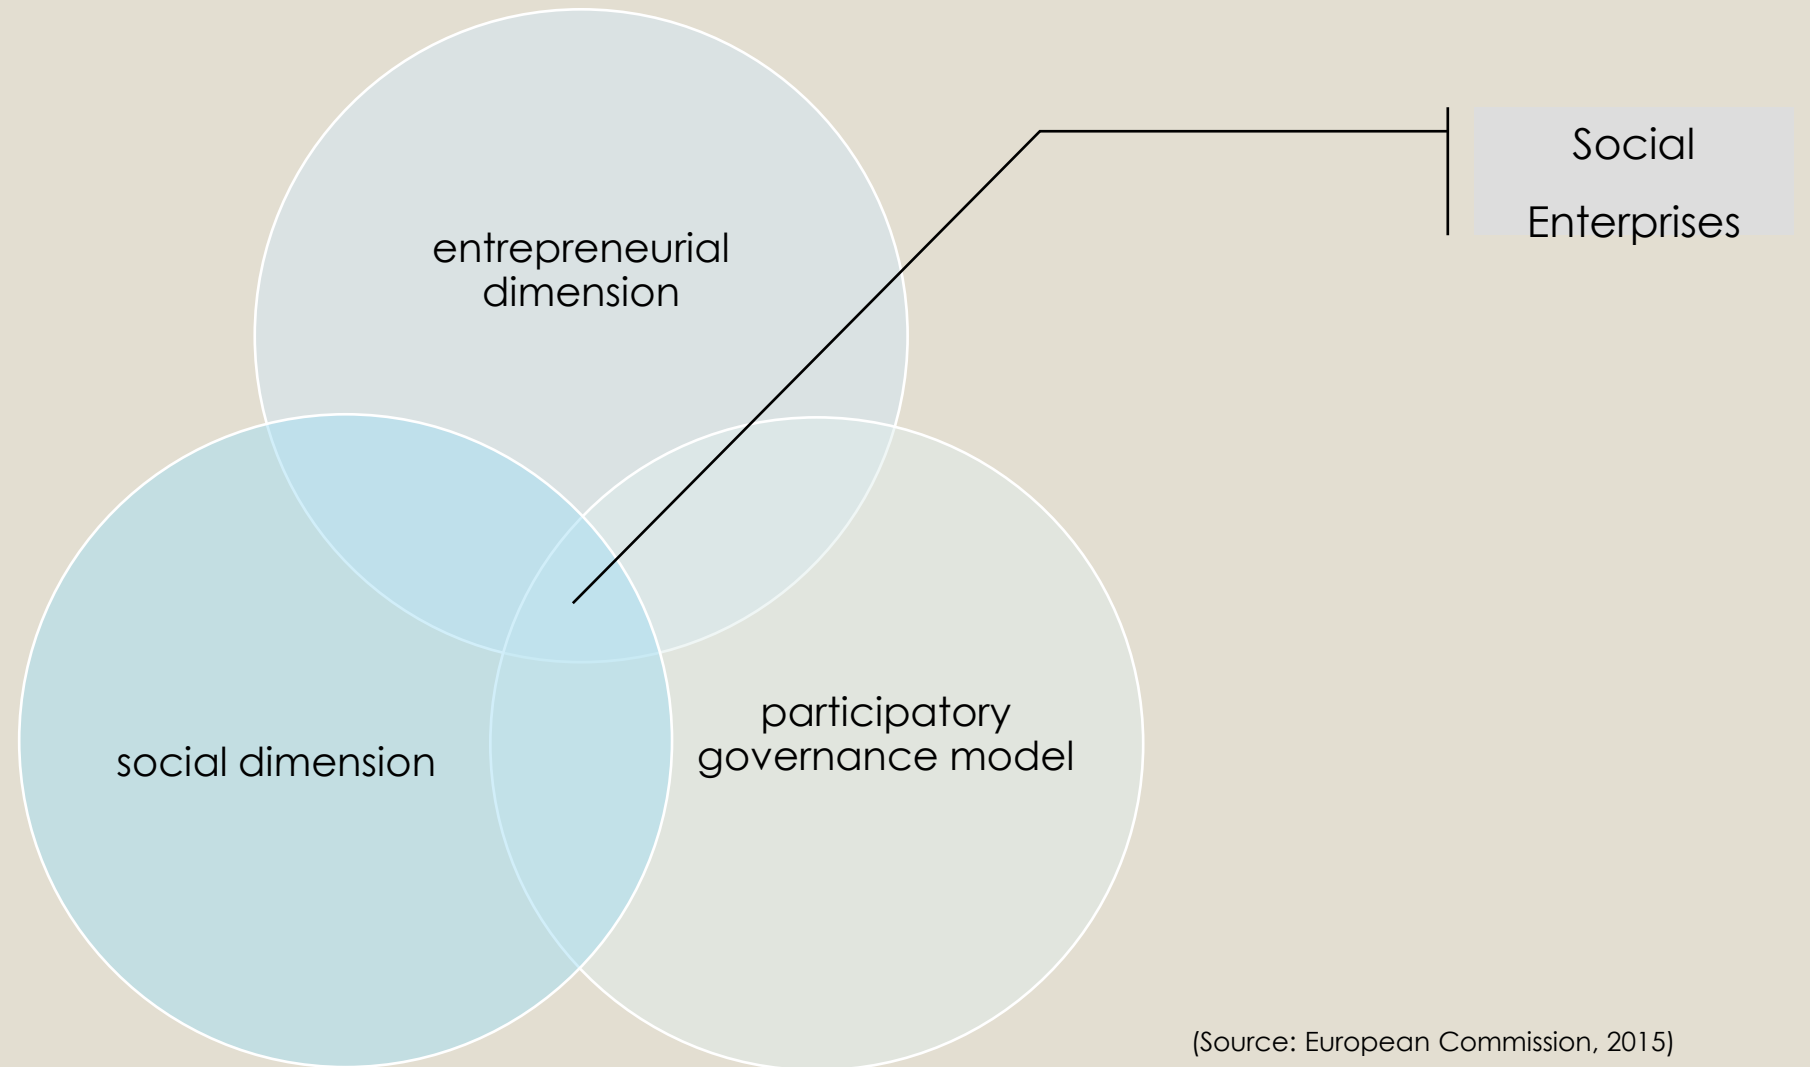 entrepreneurial
dimension
Social
Enterprises
social dimension
participatory
governance model
(Source: European Commission, 2015)